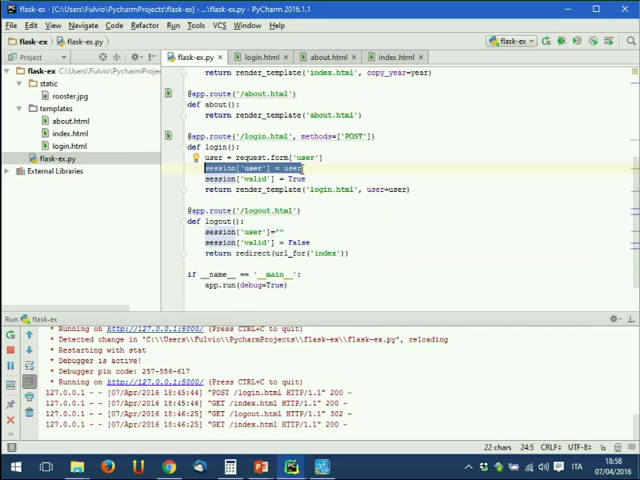 flask-ex - [C:\Users\Fulvio\PycharmProjects\flask-ex] - ...\flask-ex.py - PyCharm 2016.1.1
File Edit View Navigate Code Refactor Run Tools VCS Window Help
flask-ex flask-ex.py
flask-ex
Project
flask-ex.py login.html about.html index.html
flask-ex C:\Users\Fulvio\PycharmProjects\fla
static
rooster.jpg
templates
about.html
index.html
login.html
flask-ex.py
External Libraries
return render_template('index.html', copy_year=year)
@app.route('/about.html')
def about():
return render_template('about.html')
@app.route('/login.html', methods=['POST'])
def login():
user = request.form['user']
session['user'] = user
session['valid'] = True
return render_template('login.html', user=user)
@app.route('/logout.html')
def logout():
session['user']=""
session['valid'] = False
return redirect(url_for('index'))
if __name__ == '__main__':
app.run(debug=True)
Run flask-ex
* Running on http://127.0.0.1:5000/ (Press CTRL+C to quit)
* Detected change in 'C:\\Users\\Fulvio\\PycharmProjects\\flask-ex\\flask-ex.py', reloading
* Restarting with stat
* Debugger is active!
* Debugger pin code: 257-556-617
* Running on http://127.0.0.1:5000/ (Press CTRL+C to quit)
127.0.0.1 - - [07/Apr/2016 18:45:44] "POST /login.html HTTP/1.1" 200 -
127.0.0.1 - - [07/Apr/2016 18:45:46] "GET /index.html HTTP/1.1" 200 -
127.0.0.1 - - [07/Apr/2016 18:46:25] "GET /logout.html HTTP/1.1" 302 -
127.0.0.1 - - [07/Apr/2016 18:46:25] "GET /index.html HTTP/1.1" 200 -
22 chars 24:5 CRLF÷ UTF-8÷
ITA
18:58
07/04/2016